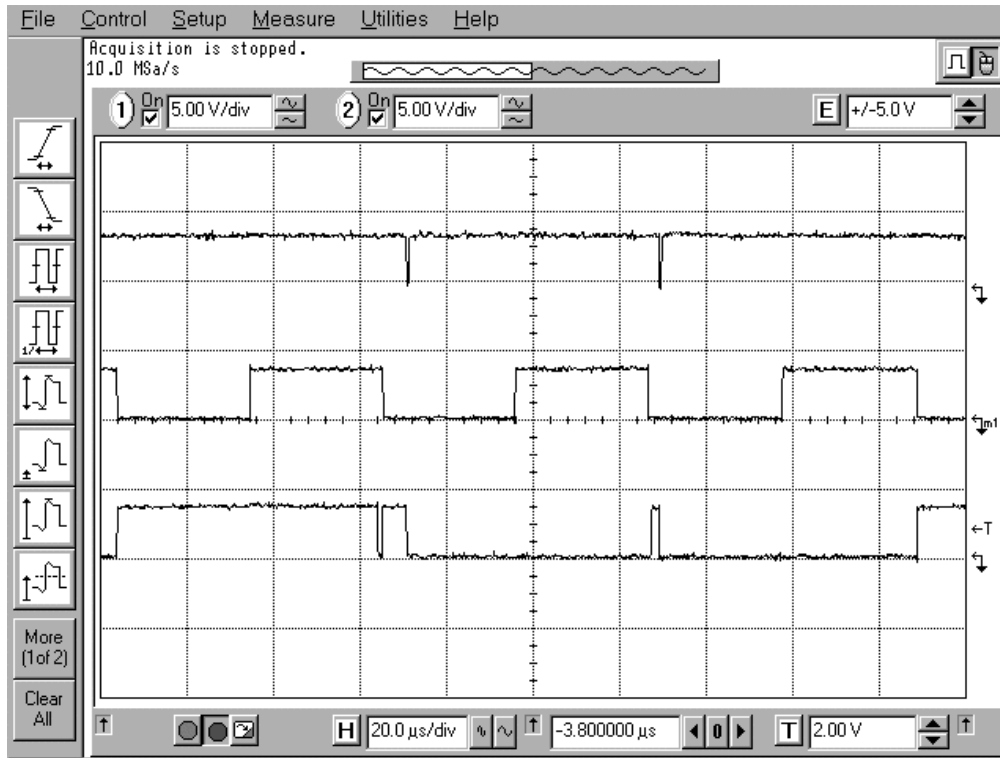 File Control Setup Measure Utilities Help
Acquisition is stopped.
10.0 MSa/s
1 On 5.00 V/div 2 On 5.00 V/div E +/-5.0 V
1/
m1
T
More
(1of 2)
Clear
All
H 20.0 µs/div -3.800000 µs 0 T 2.00 V